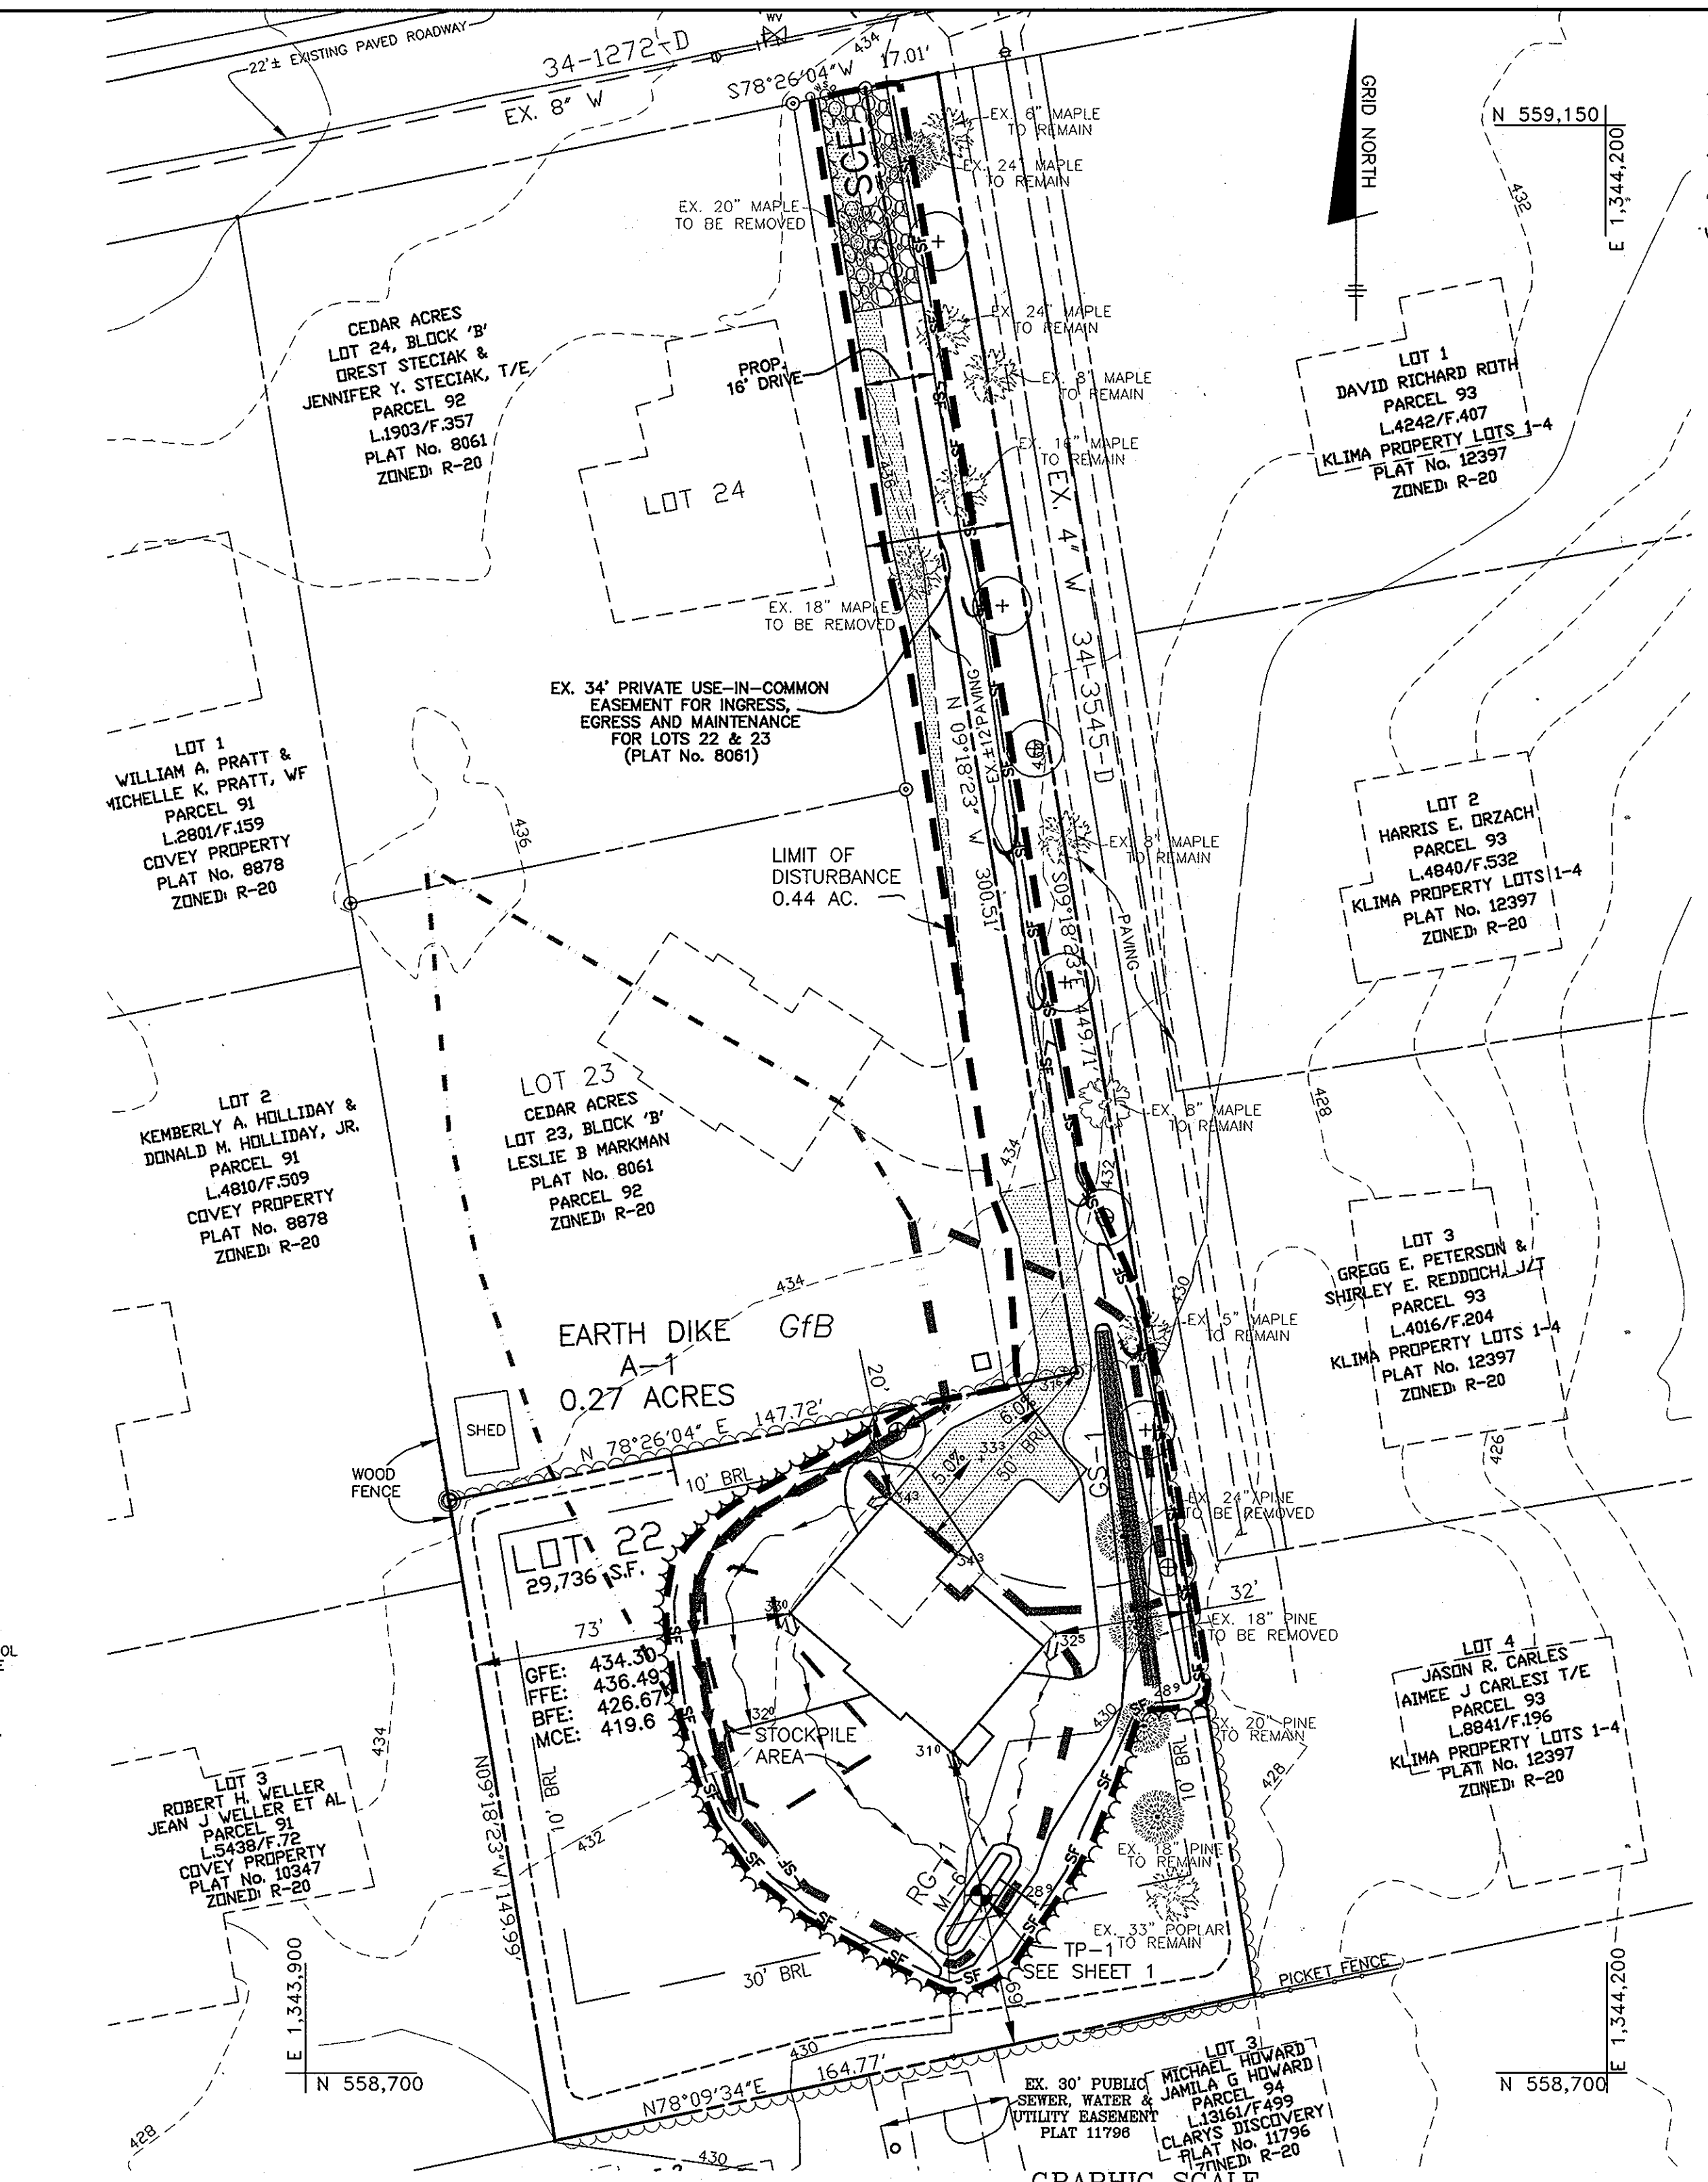 22'± EXISTING PAVED ROADWAY
34-1272-D
EX. 8" W
WV
434
S78°26'04"W
17.01'
SCE
EX. 6" MAPLE
TO REMAIN
EX. 24" MAPLE
TO REMAIN
EX. 20" MAPLE
TO BE REMOVED
GRID NORTH
N 559,150
E 1,344,200
432
CEDAR ACRES
LOT 24, BLOCK 'B'
OREST STECIAK &
JENNIFER Y. STECIAK, T/E
PARCEL 92
L.1903/F.357
PLAT No. 8061
ZONED: R-20
PROP.
16' DRIVE
EX. 24" MAPLE
TO REMAIN
EX. 8" MAPLE
TO REMAIN
EX. 16" MAPLE
TO REMAIN
LOT 24
436
LOT 1
DAVID RICHARD ROTH
PARCEL 93
L.4242/F.407
KLIMA PROPERTY LOTS 1-4
PLAT No. 12397
ZONED: R-20
EX. 4" W 34-3545-D
EX. 18" MAPLE
TO BE REMOVED
EX. 34' PRIVATE USE-IN-COMMON
EASEMENT FOR INGRESS,
EGRESS AND MAINTENANCE
FOR LOTS 22 & 23
(PLAT No. 8061)
N 09°18'23" W 300.51'
EX ±12'PAVING
LOT 1
WILLIAM A. PRATT &
MICHELLE K. PRATT, WF
PARCEL 91
L.2801/F.159
COVEY PROPERTY
PLAT No. 8878
ZONED: R-20
436
LIMIT OF
DISTURBANCE
0.44 AC.
EX. 8" MAPLE
TO REMAIN
S09°18'23"E 449.71'
PAVING
LOT 2
HARRIS E. ORZACH
PARCEL 93
L.4840/F.532
KLIMA PROPERTY LOTS 1-4
PLAT No. 12397
ZONED: R-20
LOT 2
KEMBERLY A. HOLLIDAY &
DONALD M. HOLLIDAY, JR.
PARCEL 91
L.4810/F.509
COVEY PROPERTY
PLAT No. 8878
ZONED: R-20
LOT 23
CEDAR ACRES
LOT 23, BLOCK 'B'
LESLIE B MARKMAN
PLAT No. 8061
PARCEL 92
ZONED: R-20
EX. 8" MAPLE
TO REMAIN
428
434
432
LOT 3
GREGG E. PETERSON &
SHIRLEY E. REDDOCH, J/T
PARCEL 93
L.4016/F.204
KLIMA PROPERTY LOTS 1-4
PLAT No. 12397
ZONED: R-20
434
430
EX. 5" MAPLE
TO REMAIN
EARTH DIKE
A-1
0.27 ACRES
GfB
20'
SHED
N 78°26'04" E 147.72'
WOOD
FENCE
10' BRL
6.0%
5.0%
50' BRL
GS-1
426
EX. 24" PINE
TO BE REMOVED
LOT 22
29,736 S.F.
73'
32'
EX. 18" PINE
TO BE REMOVED
GFE: 434.30
FFE: 436.49
BFE: 426.67
MCE: 419.6
STOCKPILE
AREA
430
EX. 20" PINE
TO REMAIN
LOT 4
JASON R. CARLES
AIMEE J CARLESI T/E
PARCEL 93
L.8841/F.196
KLIMA PROPERTY LOTS 1-4
PLAT No. 12397
ZONED: R-20
434
10' BRL
428
N09°18'23"W 149.99'
10' BRL
432
LOT 3
ROBERT H. WELLER
JEAN J WELLER ET AL
PARCEL 91
L.5438/F.72
COVEY PROPERTY
PLAT No. 10347
ZONED: R-20
EX. 18" PINE
TO REMAIN
RG-1
M-6
EX. 33" POPLAR
TO REMAIN
TP-1
SEE SHEET 1
30' BRL
69'
PICKET FENCE
E 1,343,900
N 558,700
E 1,344,200
N 558,700
430
N78°09'34"E 164.77'
EX. 30' PUBLIC
SEWER, WATER &
UTILITY EASEMENT
PLAT 11796
LOT 3
MICHAEL HOWARD
JAMILA G HOWARD
PARCEL 94
L.13161/F499
CLARYS DISCOVERY
PLAT No. 11796
ZONED: R-20
428
430
GRAPHIC SCALE